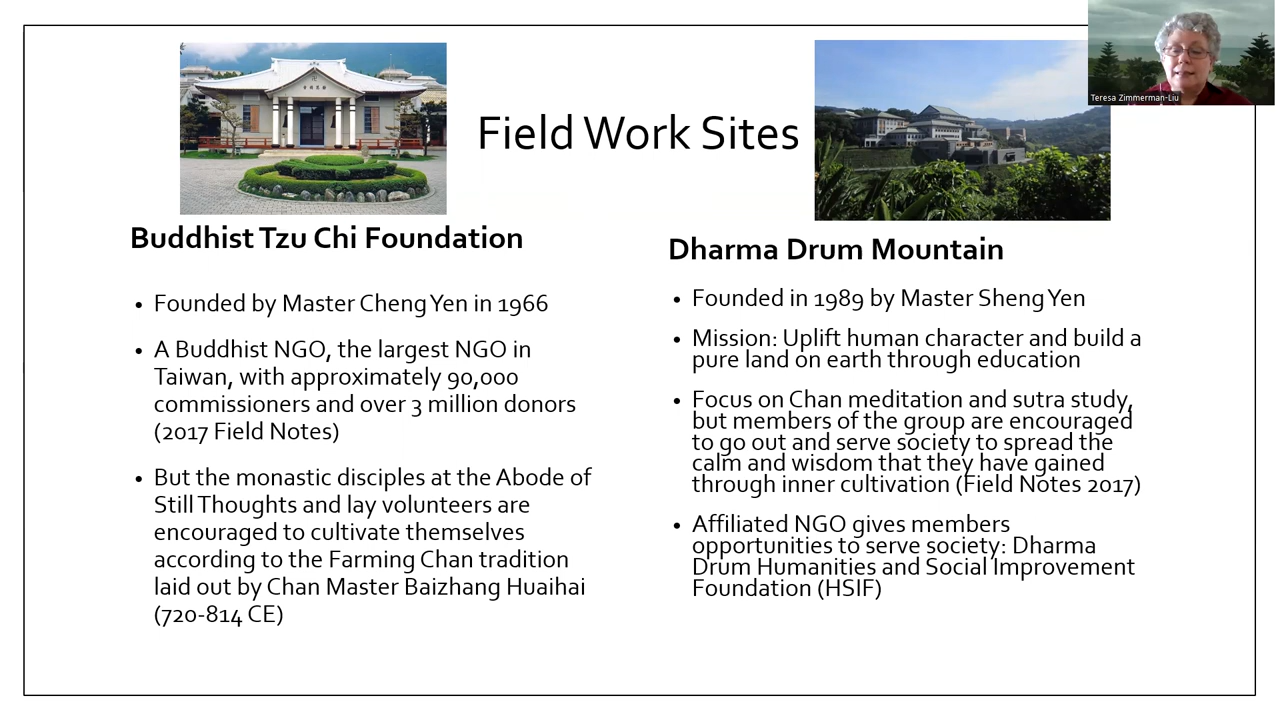 Teresa Zimmerman-Liu
Field Work Sites
Buddhist Tzu Chi Foundation
• Founded by Master Cheng Yen in 1966
• A Buddhist NGO, the largest NGO in
Taiwan, with approximately 90,000
commissioners and over 3 million donors
(2017 Field Notes)
• But the monastic disciples at the Abode of
Still Thoughts and lay volunteers are
encouraged to cultivate themselves
according to the Farming Chan tradition
laid out by Chan Master Baizhang Huaihai
(720-814 CE)
Dharma Drum Mountain
• Founded in 1989 by Master Sheng Yen
• Mission: Uplift human character and build a
pure land on earth through education
• Focus on Chan meditation and sutra study,
but members of the group are encouraged
to go out and serve society to spread the
calm and wisdom that they have gained
through inner cultivation (Field Notes 2017)
• Affiliated NGO gives members
opportunities to serve society: Dharma
Drum Humanities and Social Improvement
Foundation (HSIF)